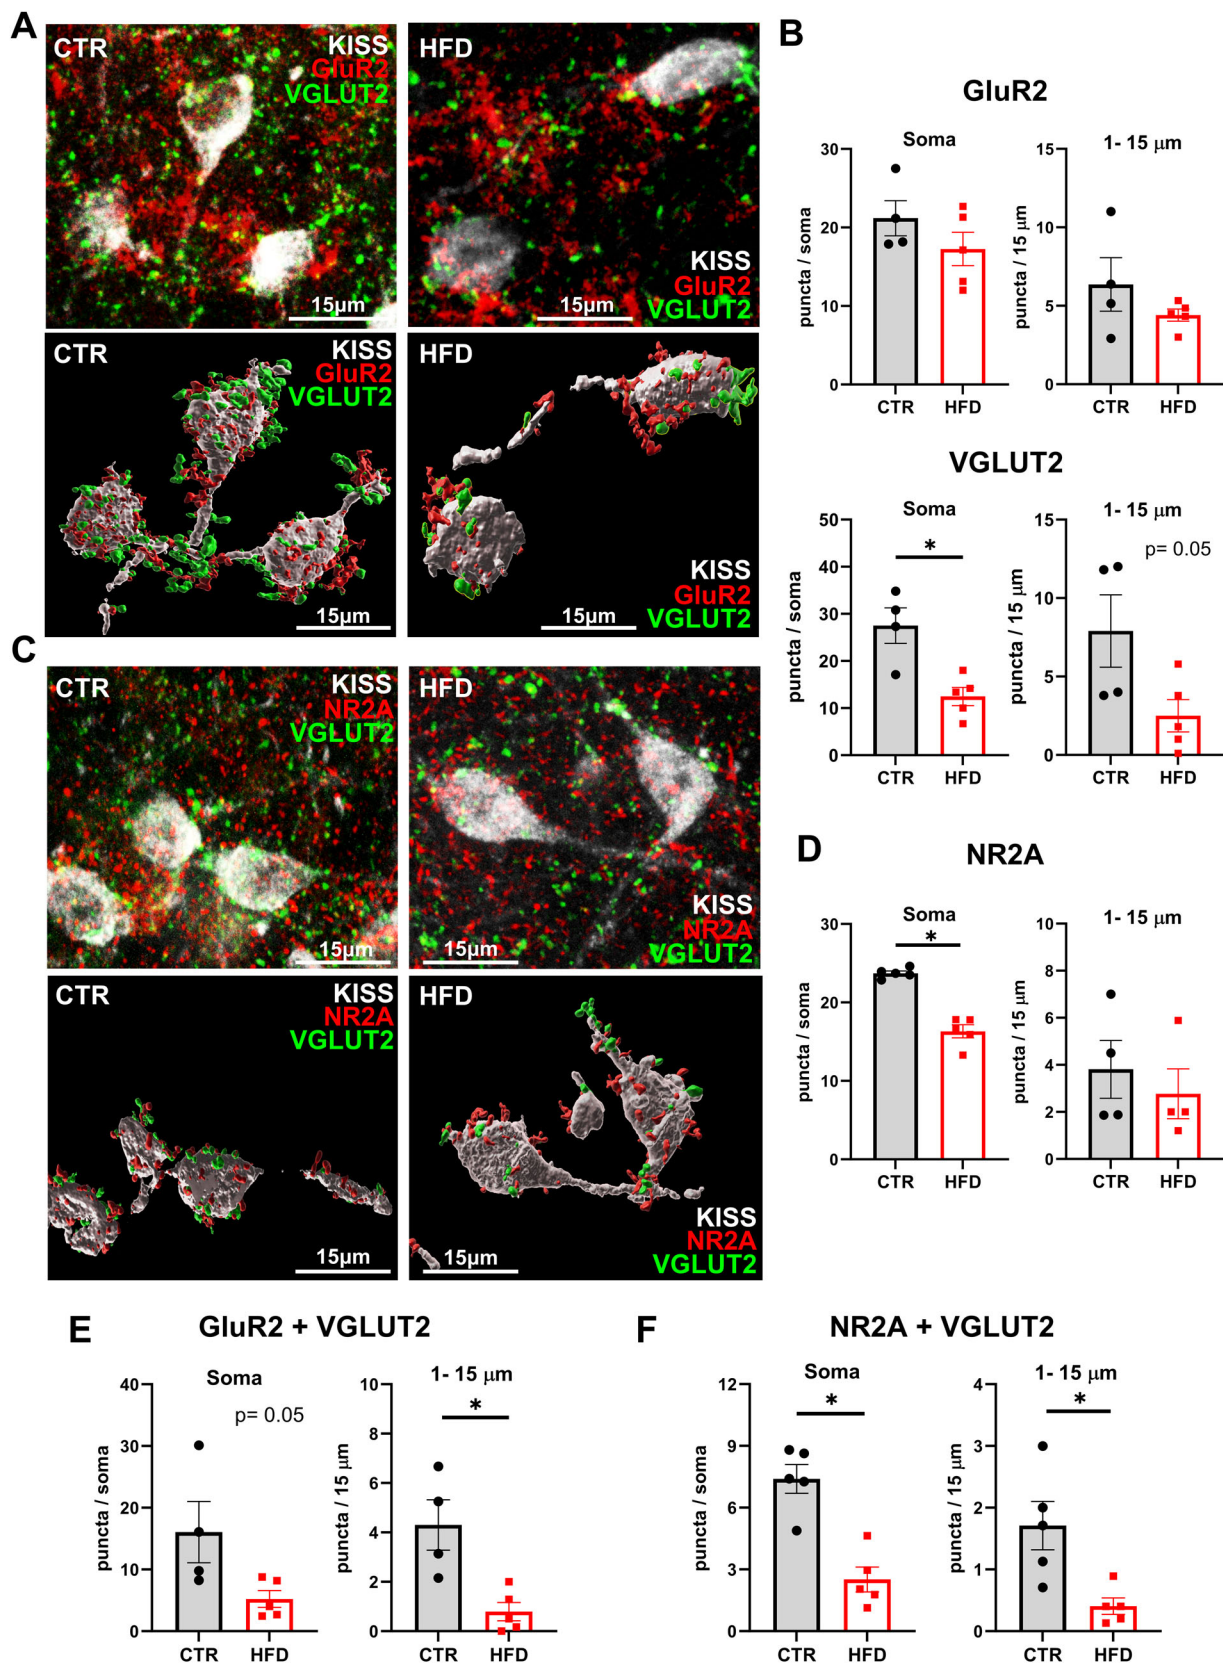 A
CTR
KISS
GluR2
VGLUT2
15µm
HFD
KISS
GluR2
VGLUT2
15µm
CTR
KISS
GluR2
VGLUT2
15µm
HFD
KISS
GluR2
VGLUT2
15µm
B
GluR2
Soma
puncta / soma
30
20
10
0
CTR
HFD
1- 15 µm
puncta / 15 µm
15
10
5
0
CTR
HFD
VGLUT2
Soma
puncta / soma
50
40
30
20
10
0
*
CTR
HFD
1- 15 µm
p= 0.05
puncta / 15 µm
15
10
5
0
CTR
HFD
C
CTR
KISS
NR2A
VGLUT2
15µm
HFD
KISS
NR2A
VGLUT2
15µm
CTR
KISS
NR2A
VGLUT2
15µm
HFD
KISS
NR2A
VGLUT2
15µm
D
NR2A
Soma
*
puncta / soma
30
20
10
0
CTR
HFD
1- 15 µm
puncta / 15 µm
10
8
6
4
2
0
CTR
HFD
E
GluR2 + VGLUT2
Soma
p= 0.05
puncta / soma
40
30
20
10
0
CTR
HFD
1- 15 µm
*
puncta / 15 µm
10
8
6
4
2
0
CTR
HFD
F
NR2A + VGLUT2
Soma
*
puncta / soma
12
9
6
3
0
CTR
HFD
1- 15 µm
*
puncta / 15 µm
4
3
2
1
0
CTR
HFD